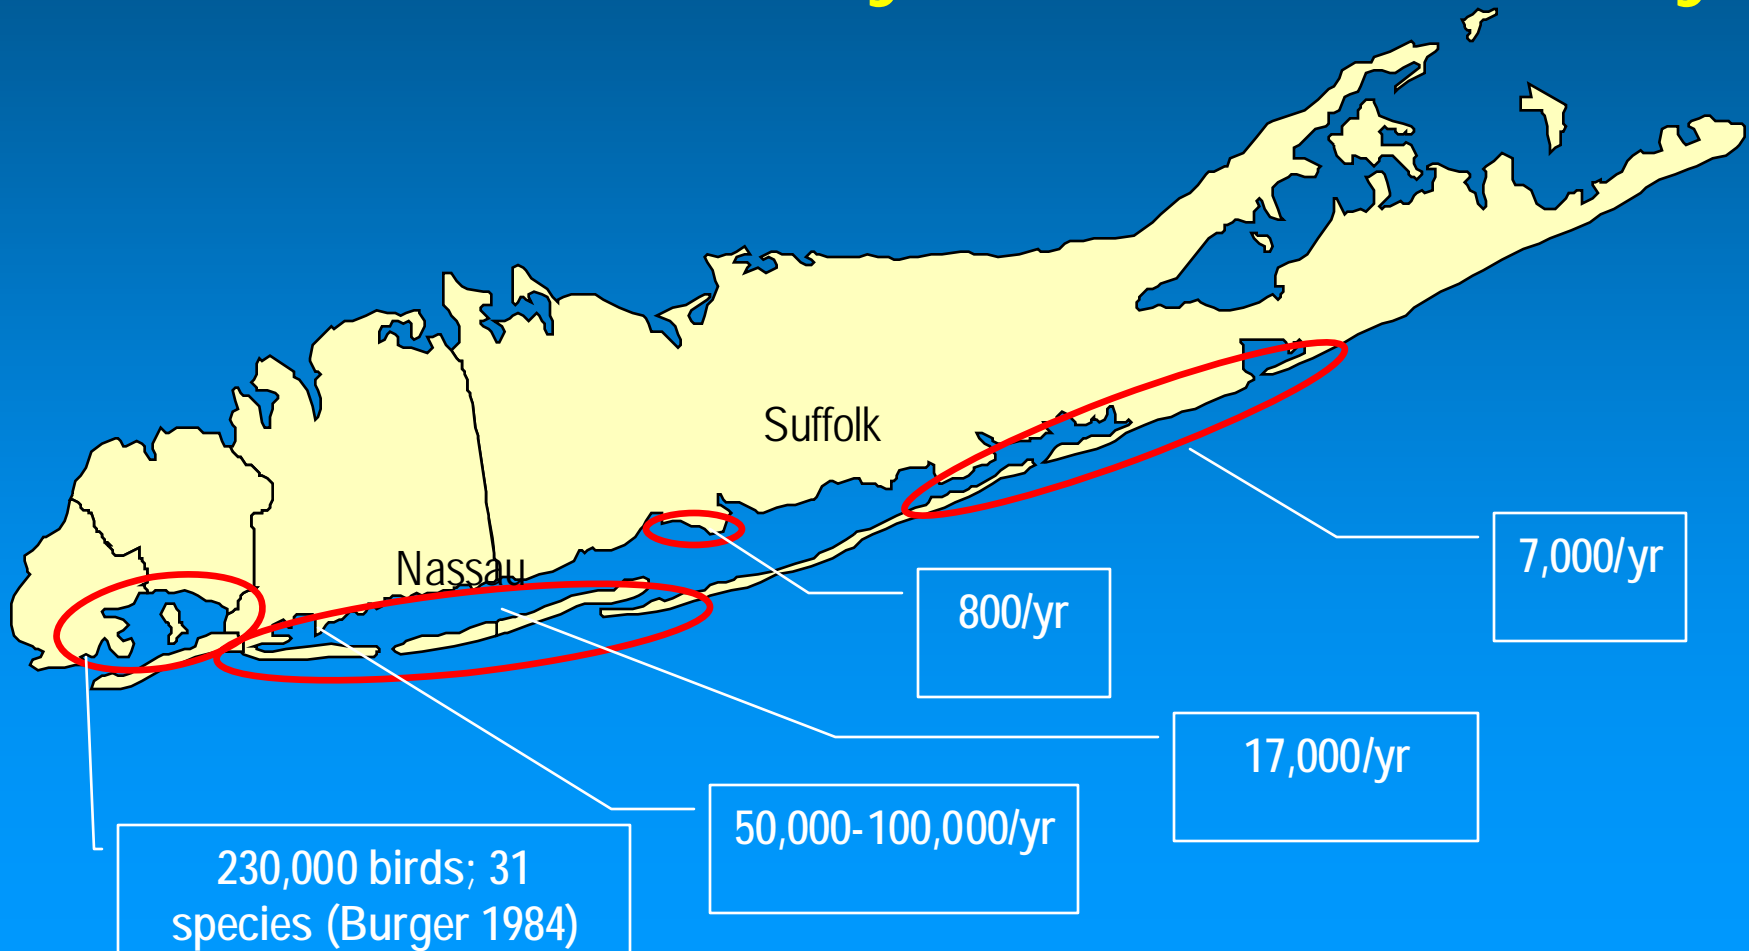 Suffolk
Nassau
7,000/yr
800/yr
17,000/yr
50,000-100,000/yr
230,000 birds; 31
species (Burger 1984)